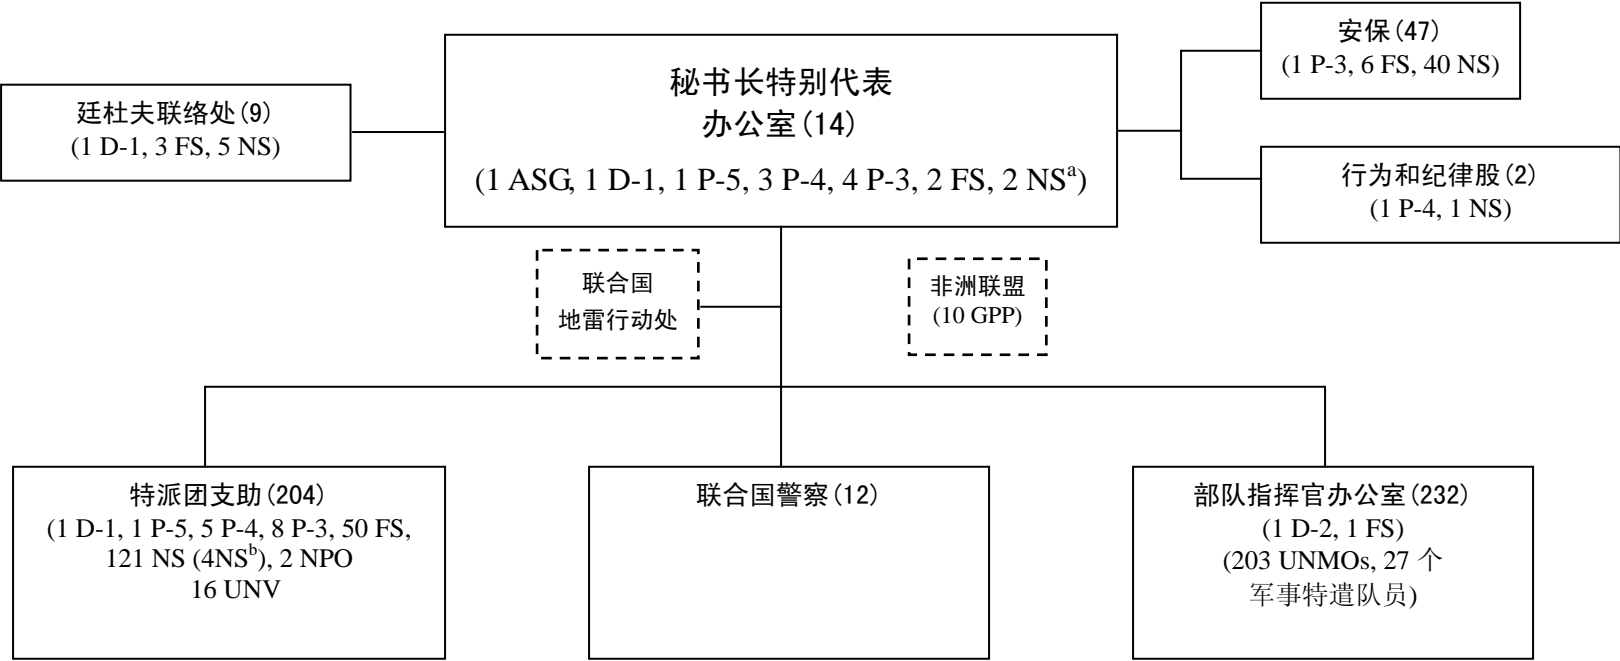 安保(47)
(1 P-3, 6 FS, 40 NS)
秘书长特别代表
办公室(14)
(1 ASG, 1 D-1, 1 P-5, 3 P-4, 4 P-3, 2 FS, 2 NSᵃ)
廷杜夫联络处(9)
(1 D-1, 3 FS, 5 NS)
行为和纪律股(2)
(1 P-4, 1 NS)
联合国
地雷行动处
非洲联盟
(10 GPP)
特派团支助(204)
(1 D-1, 1 P-5, 5 P-4, 8 P-3, 50 FS,
121 NS (4NSᵇ), 2 NPO
16 UNV
联合国警察(12)
部队指挥官办公室(232)
(1 D-2, 1 FS)
(203 UNMOs, 27 个
军事特遣队员)